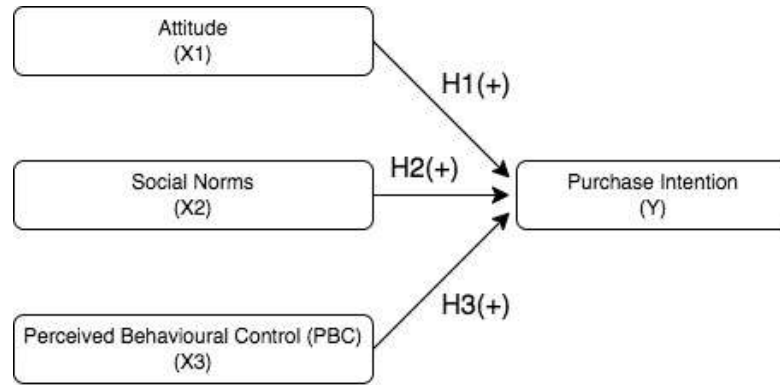 Attitude
(X1)
H1(+)
Social Norms
(X2)
H2(+)
Purchase Intention
(Y)
H3(+)
Perceived Behavioural Control (PBC)
(X3)